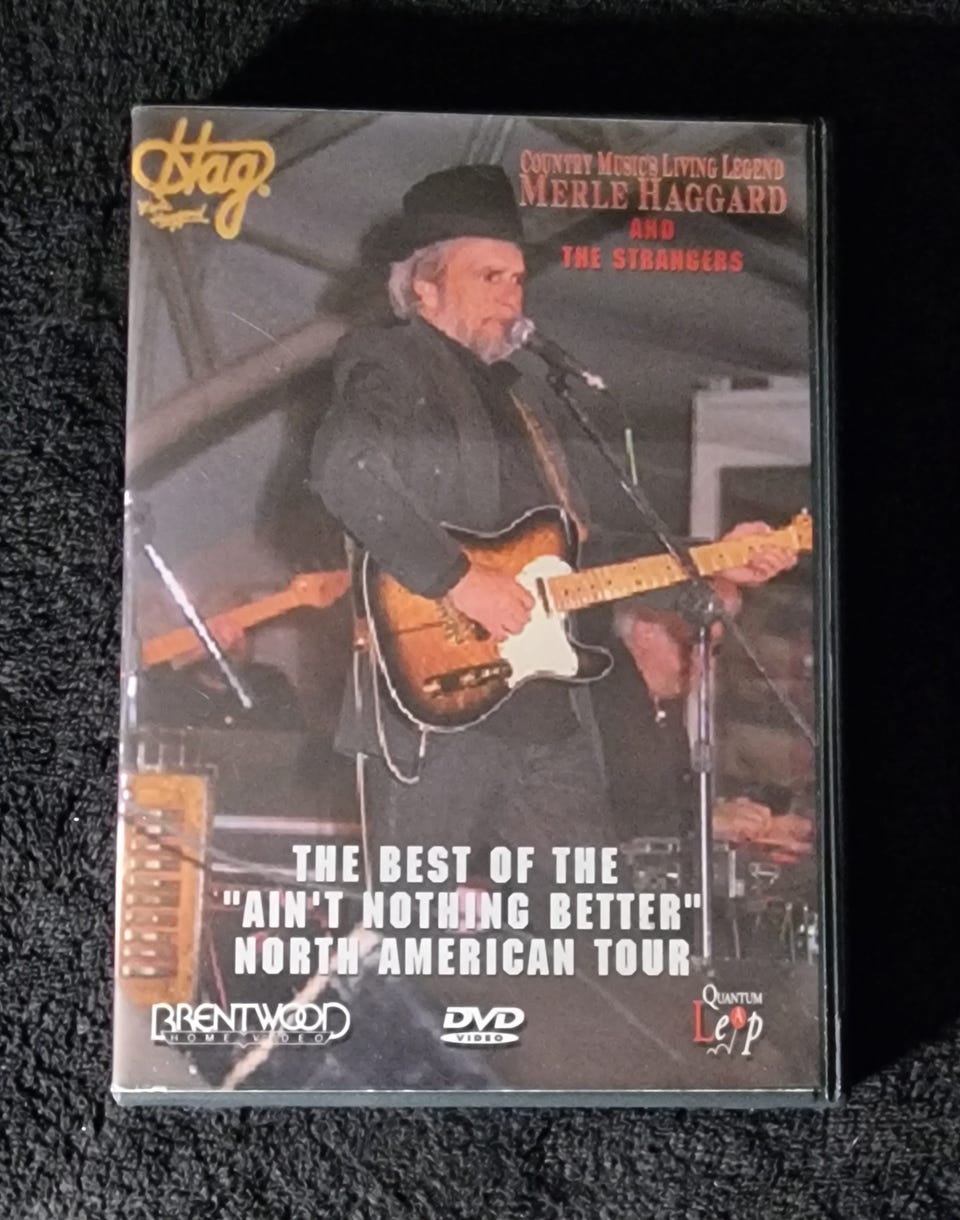 Hag
COUNTRY MUSIC'S LIVING LEGEND
MERLE HAGGARD
AND
THE STRANGERS
THE BEST OF THE
"AIN'T NOTHING BETTER"
NORTH AMERICAN TOUR
BRENTWOOD
HOME VIDEO
DVD
VIDEO
QUANTUM
LeAp